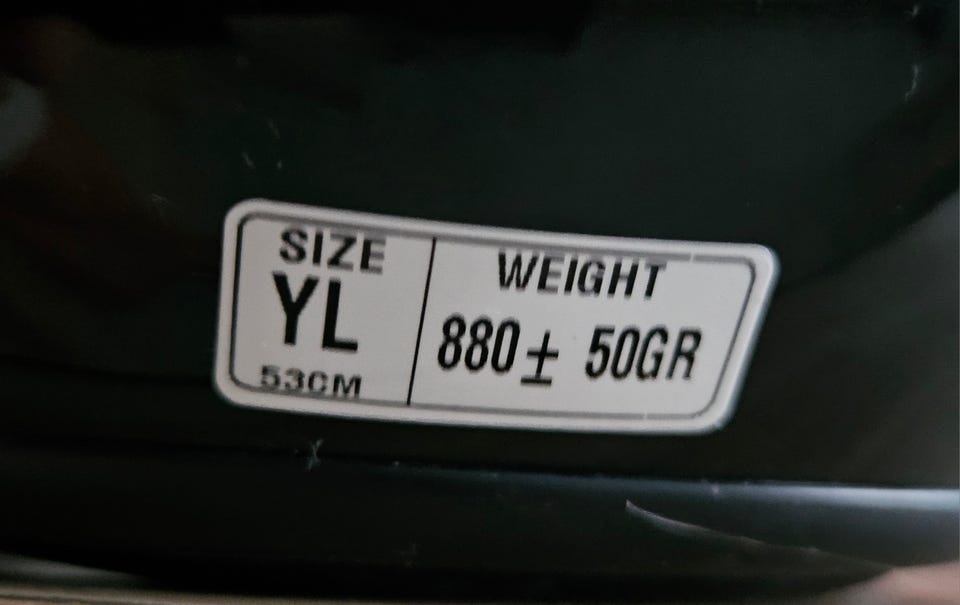 SIZE
YL
53CM
WEIGHT
880± 50GR